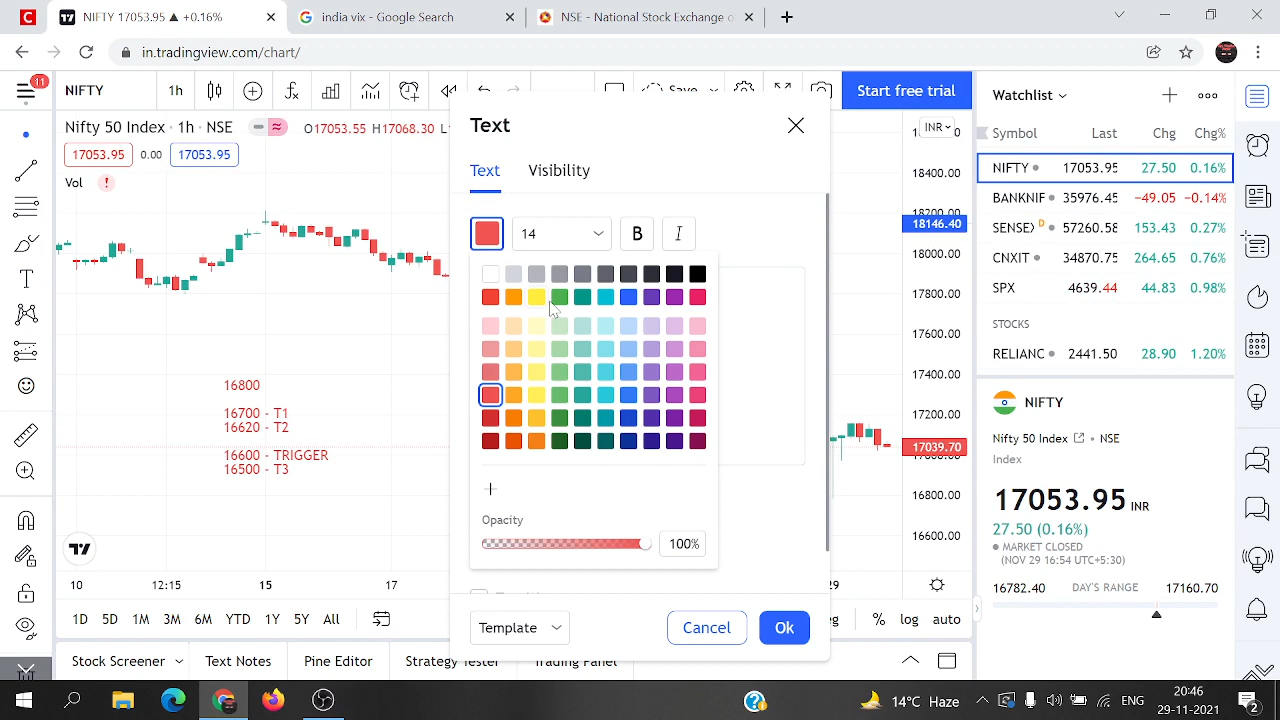 NIFTY 17053.95 ▲ +0.16%
india vix - Google Search
NSE - National Stock Exchange o
in.tradingview.com/chart/
11
NIFTY
1h
Save
Start free trial
Nifty 50 Index · 1h · NSE
O17053.55 H17068.30
17053.95
0.00
17053.95
Vol
16800
16700 - T1
16620 - T2
16600 - TRIGGER
16500 - T3
10
12:15
15
17
29
Text
Text
Visibility
14
B
I
Opacity
100%
Template
Cancel
Ok
INR
18400.00
18146.40
18000.00
17800.00
17600.00
17400.00
17200.00
17039.70
16800.00
16600.00
1D 5D 1M 3M 6M YTD 1Y 5Y All
% log auto
Stock Screener
Text Notes
Pine Editor
Strategy Tester
Trading Panel
Watchlist
Symbol Last Chg Chg%
NIFTY 17053.95 27.50 0.16%
BANKNIF 35976.45 −49.05 −0.14%
SENSEX D 57260.58 153.43 0.27%
CNXIT 34870.75 264.65 0.76%
SPX 4639.44 44.83 0.98%
STOCKS
RELIANC 2441.50 28.90 1.20%
NIFTY
Nifty 50 Index • NSE
Index
17053.95 INR
27.50 (0.16%)
MARKET CLOSED
(NOV 29 16:54 UTC+5:30)
16782.40 DAY'S RANGE 17160.70
14°C Haze
ENG
20:46
29-11-2021
2